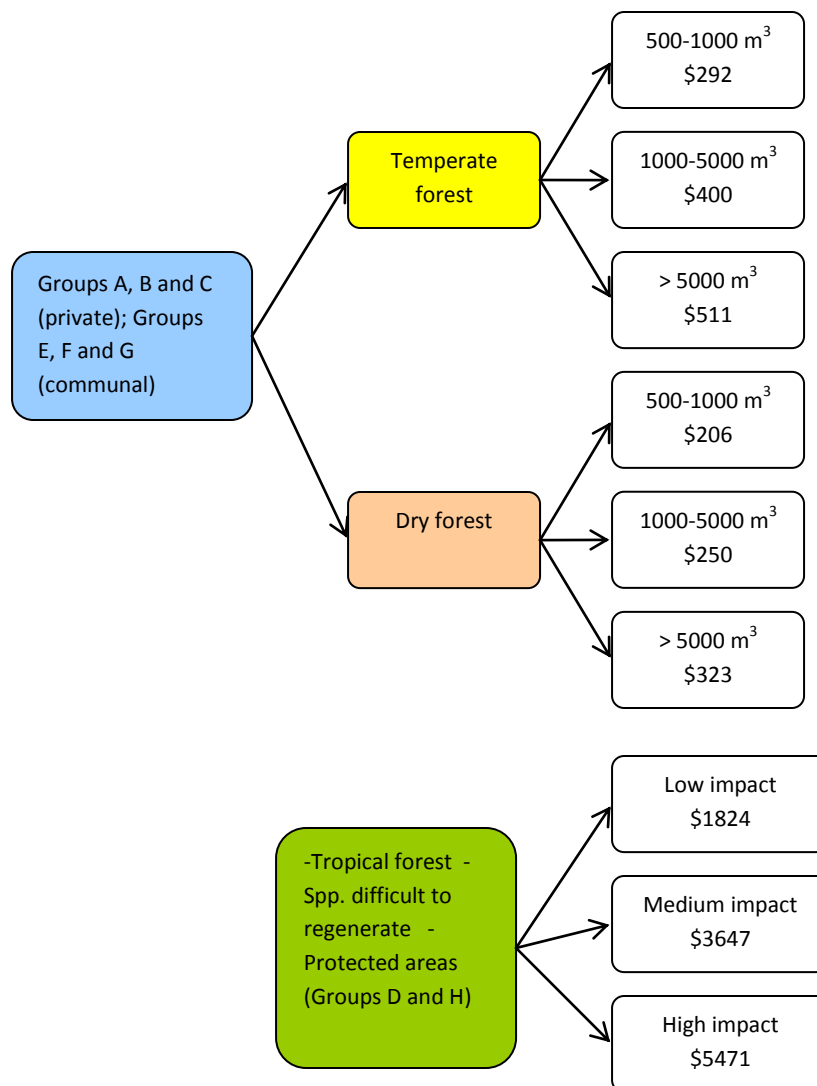 500-1000 m³
$292
Temperate
forest
1000-5000 m³
$400
> 5000 m³
$511
Groups A, B and C
(private); Groups
E, F and G
(communal)
500-1000 m³
$206
Dry forest
1000-5000 m³
$250
> 5000 m³
$323
Low impact
$1824
-Tropical forest -
Spp. difficult to
regenerate -
Protected areas
(Groups D and H)
Medium impact
$3647
High impact
$5471